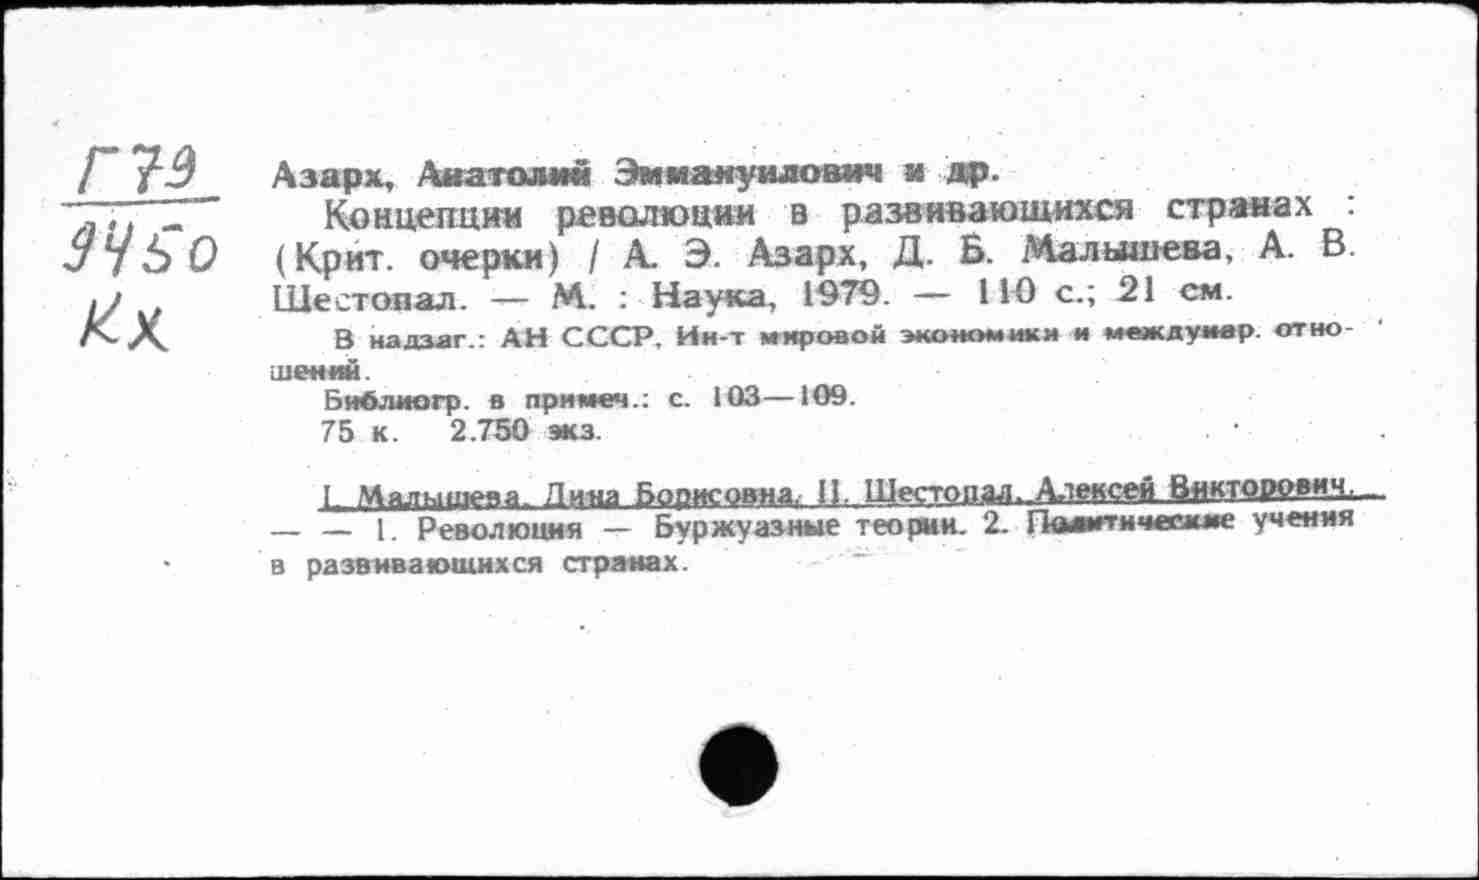 Г79
9450
Кх
Азарх, Анатолий Эммануилович и др.
Концепции революции в развивающихся странах :
(Крит. очерки) / А. Э. Азарх, Д. Б. Малышева, А. В.
Шестопал. — М. : Наука, 1979. — 110 с.; 21 см.
В надзаг.: АН СССР, Ин-т мировой экономики и междунар. отно-
шений.
Библиогр. в примеч.: с. 103—109.
75 к. 2.750 экз.
I. Малышева, Дина Борисовна. II. Шестопал, Алексей Викторович.
— — 1. Революция — Буржуазные теории. 2. Политические учения
в развивающихся странах.